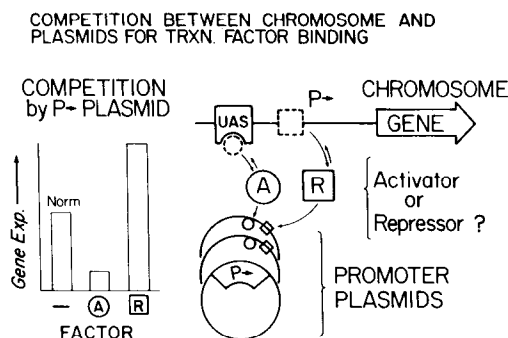 COMPETITION BETWEEN CHROMOSOME AND
PLASMIDS FOR TRXN. FACTOR BINDING
COMPETITION
by P→ PLASMID
Gene Exp.
Norm
— A R
FACTOR
P→ CHROMOSOME
UAS GENE
A R
Activator
or
Repressor ?
P→
PROMOTER
PLASMIDS